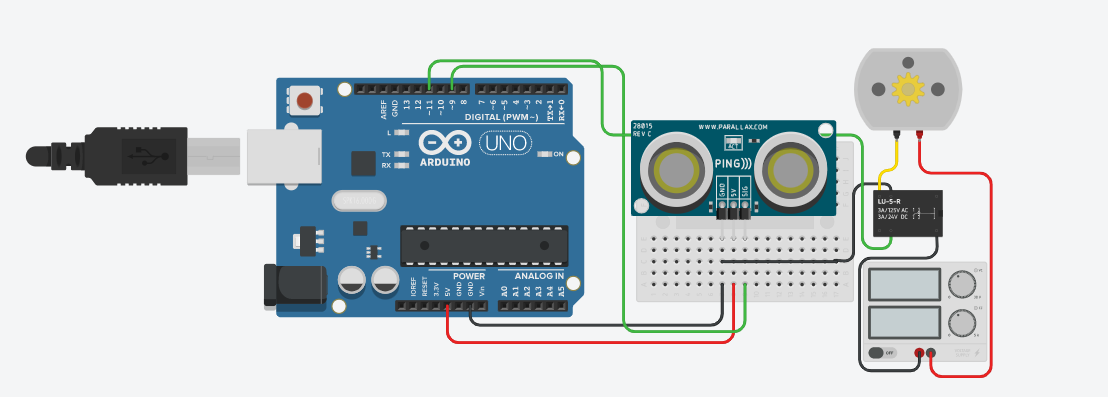 AREF
GND
13
12
~11
~10
~9
8
7
~6
~5
4
~3
2
TX→1
RX←0
DIGITAL (PWM~)
L
TX
RX
UNO
ARDUINO
ON
IOREF
RESET
3.3V
5V
GND
GND
Vin
POWER
ANALOG IN
A0
A1
A2
A3
A4
A5
28015
REV C
WWW.PARALLAX.COM
ACT
PING)))
GND
5V
SIG
LU-5-R
3A/125V AC
3A/24V DC
OFF